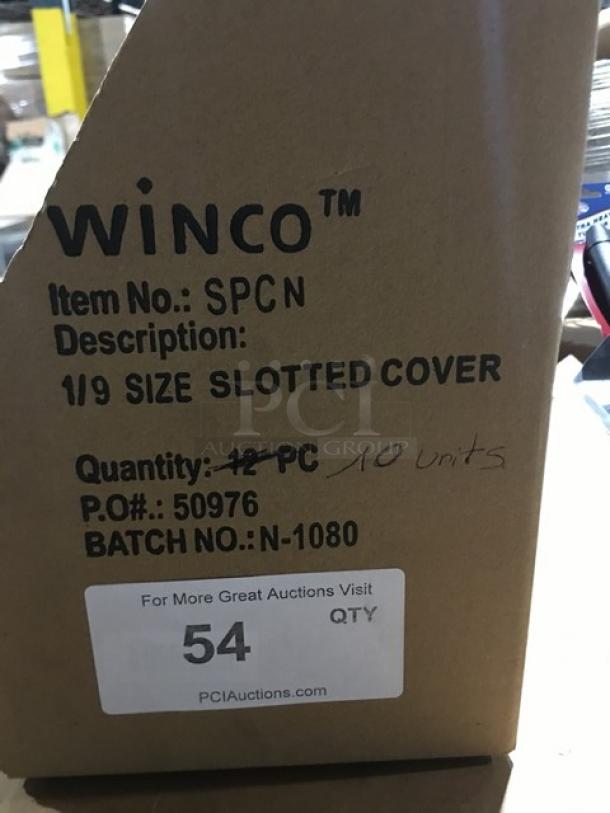 WINCO™
Item No.: SPCN
Description:
1/9 SIZE SLOTTED COVER
PCI
AUCTION GROUP
Quantity: 12 PC 10 units
P.O#.: 50976
BATCH NO.: N-1080
For More Great Auctions Visit
54 QTY
PCIAuctions.com